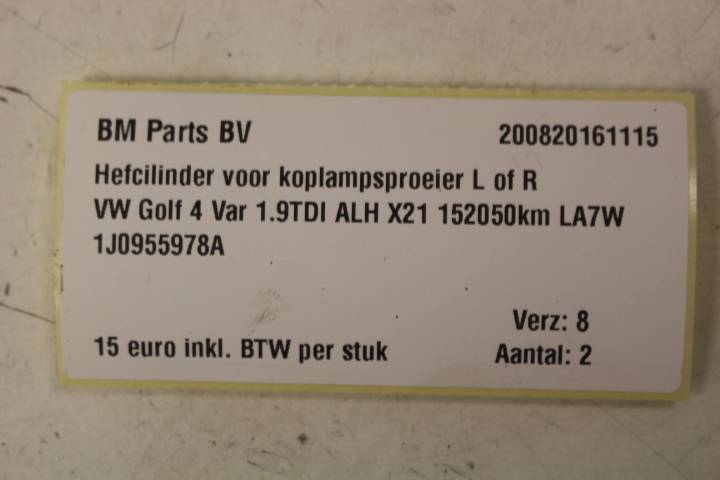 BM Parts BV 200820161115
Hefcilinder voor koplampsproeier L of R
VW Golf 4 Var 1.9TDI ALH X21 152050km LA7W
1J0955978A
Verz: 8
15 euro inkl. BTW per stuk Aantal: 2